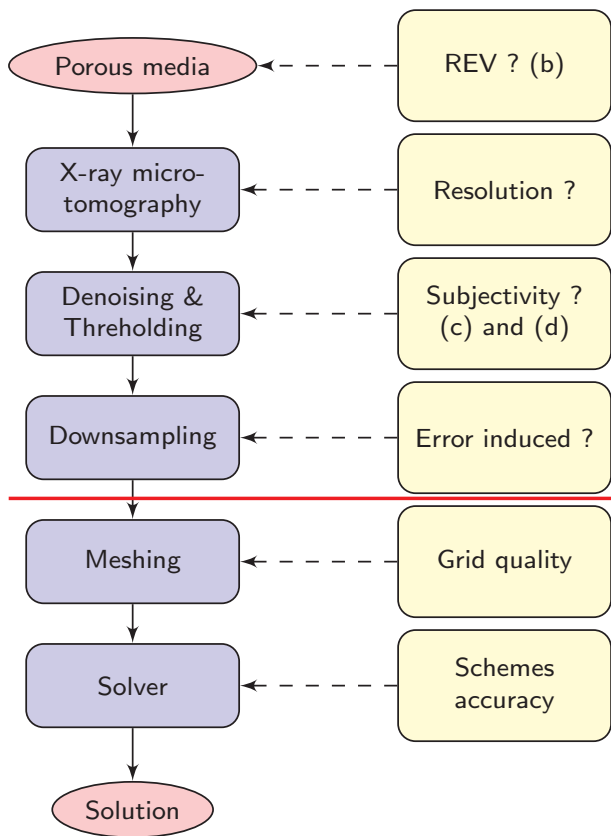 Porous media
REV ? (b)
X-ray micro-
tomography
Resolution ?
Denoising &
Threholding
Subjectivity ?
(c) and (d)
Downsampling
Error induced ?
Meshing
Grid quality
Solver
Schemes
accuracy
Solution